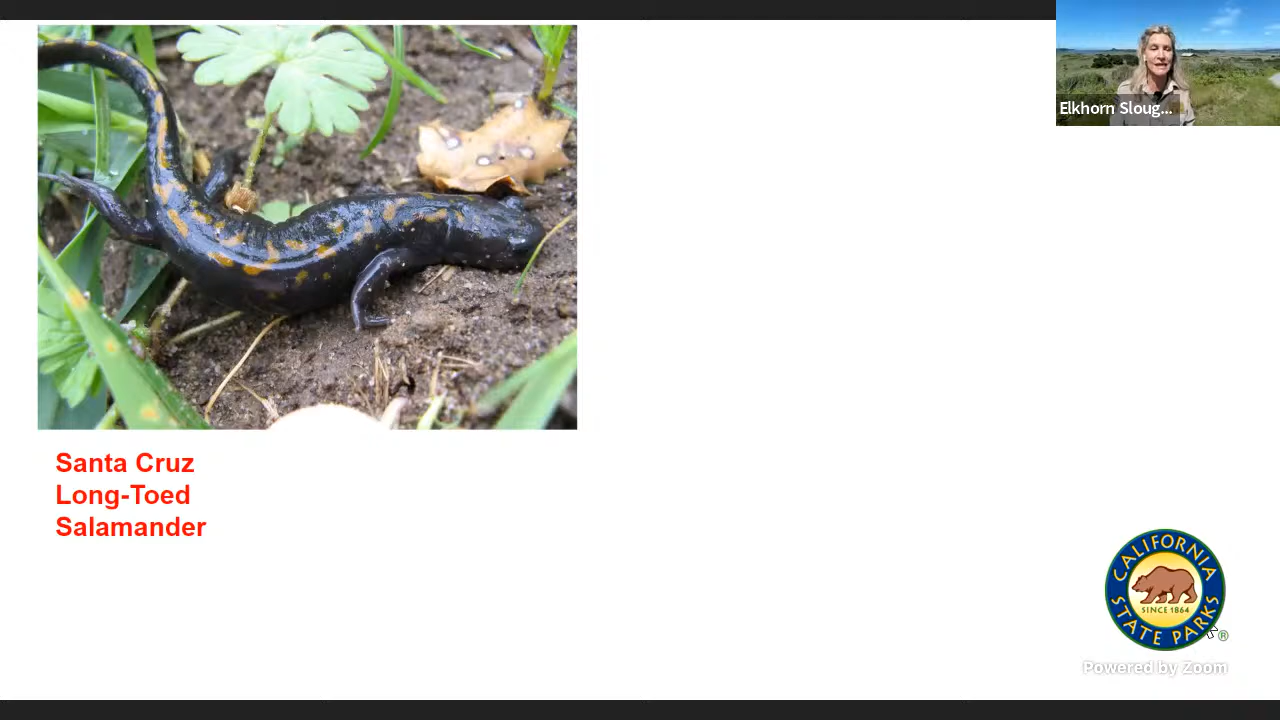 Elkhorn Sloug...
Santa Cruz
Long-Toed
Salamander
CALIFORNIA
SINCE 1864
STATE PARKS
®
Powered by Zoom